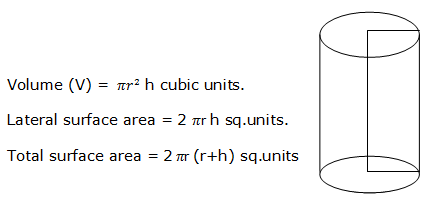 Volume (V) = πr² h cubic units.
Lateral surface area = 2 πr h sq.units.
Total surface area = 2 πr (r+h) sq.units